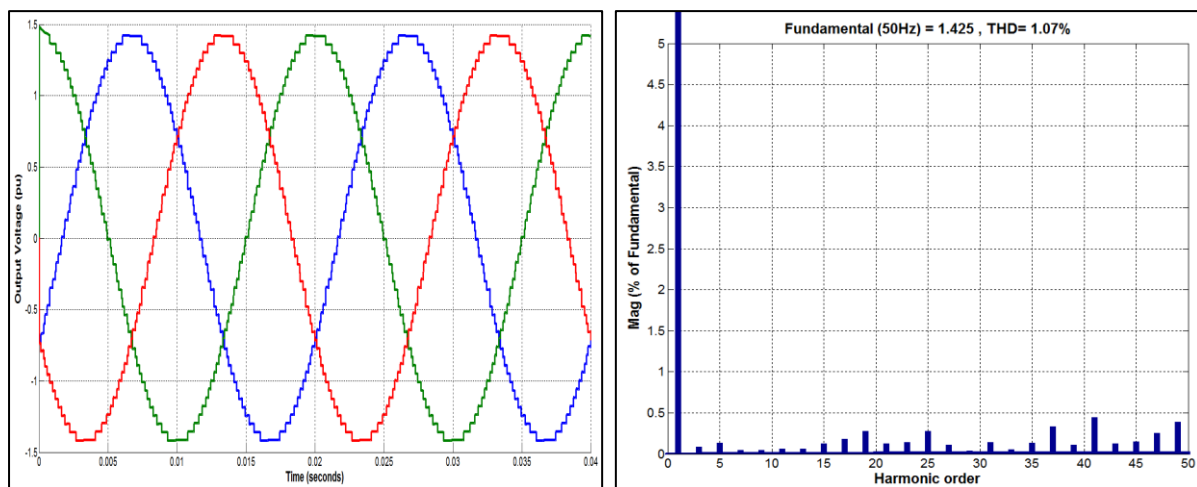 1.5
1
0.5
0
-0.5
-1
-1.5
Output Voltage (pu)
0 0.005 0.01 0.015 0.02 0.025 0.03 0.035 0.04
Time (seconds)
Fundamental (50Hz) = 1.425 , THD= 1.07%
5
4.5
4
3.5
3
2.5
2
1.5
1
0.5
0
Mag (% of Fundamental)
0 5 10 15 20 25 30 35 40 45 50
Harmonic order